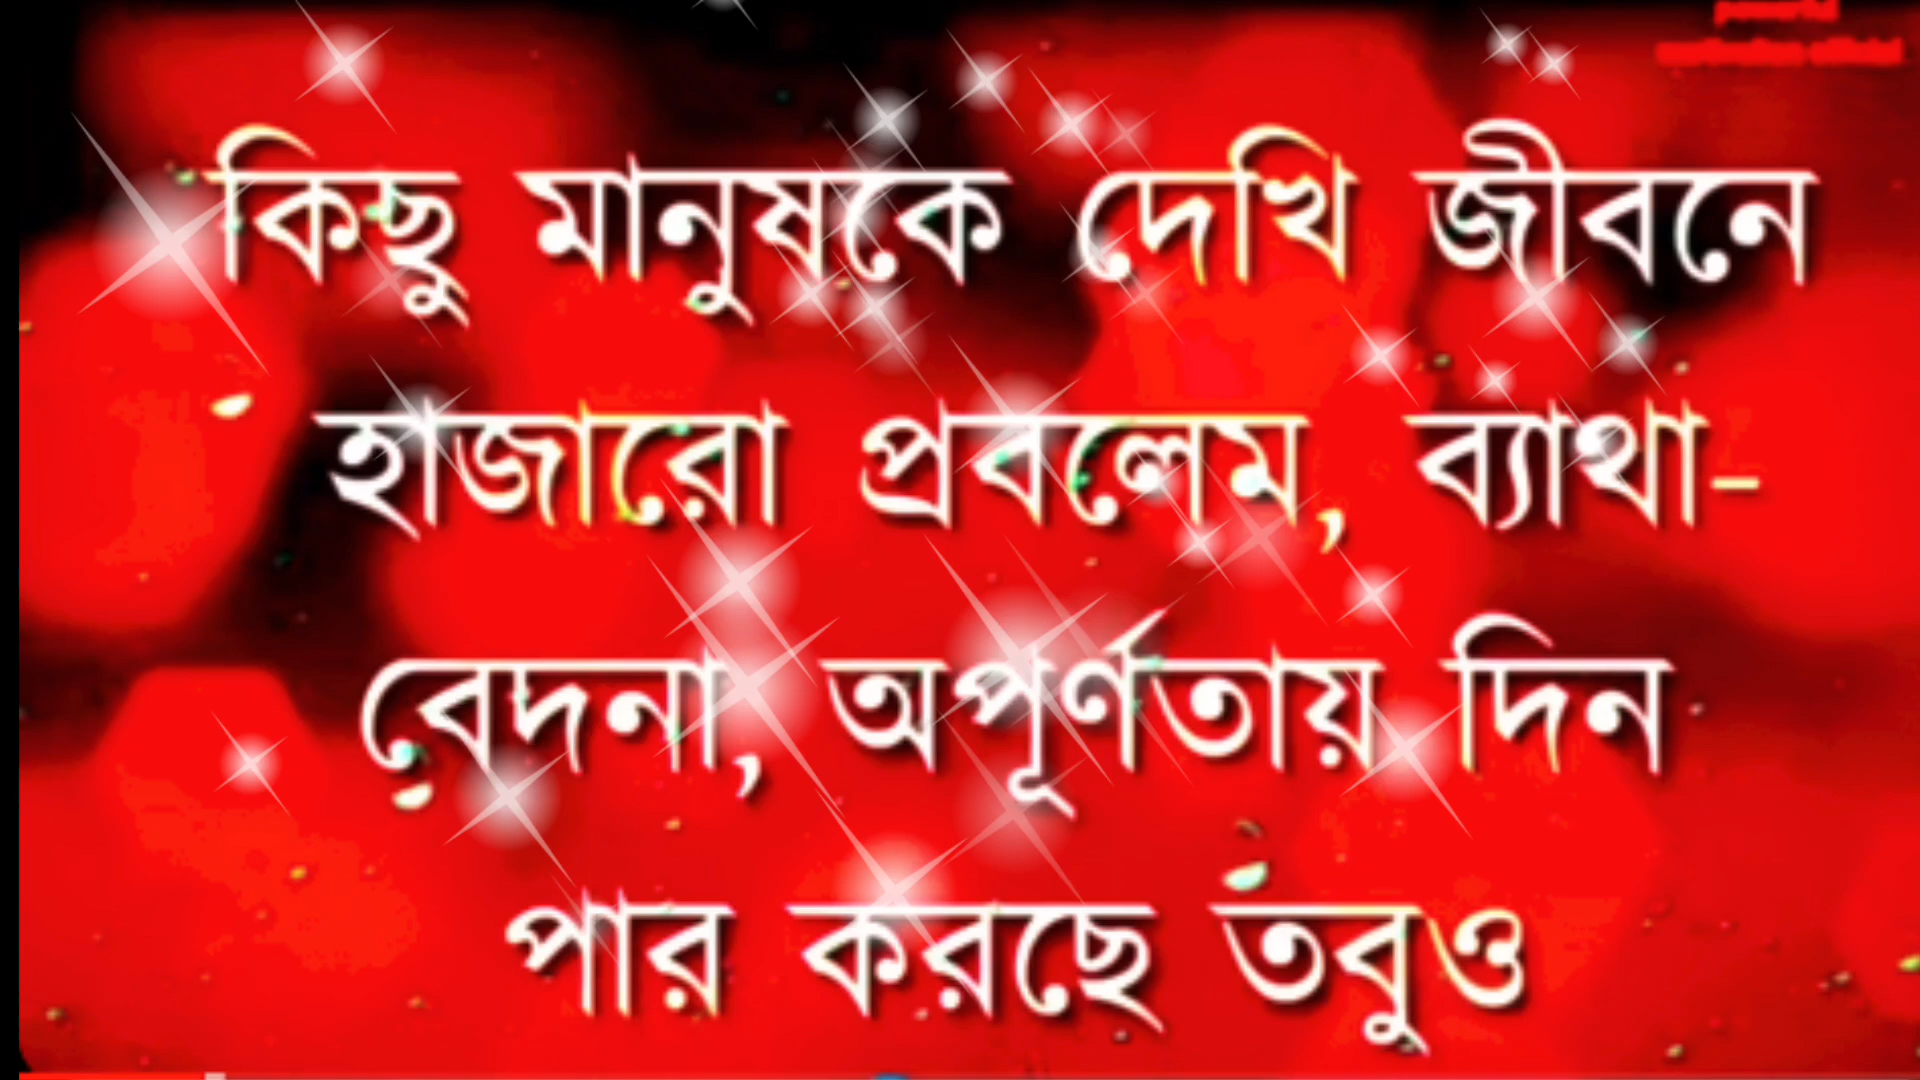 কিছু মানুষকে দেখি জীবনে
হাজারো প্রবলেম, ব্যাথা-
বেদনা, অপূর্ণতায় দিন
পার করছে তবুও